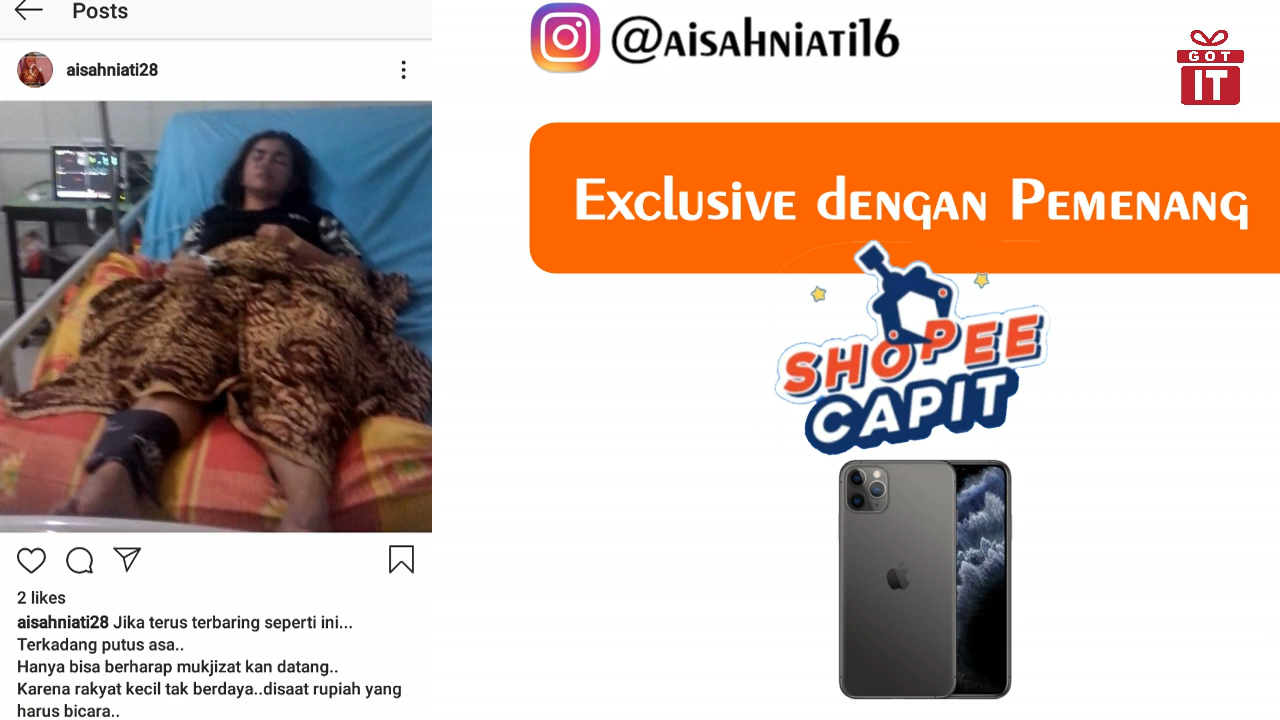 Posts
aisahniati28
2 likes
aisahniati28 Jika terus terbaring seperti ini...
Terkadang putus asa..
Hanya bisa berharap mukjizat kan datang..
Karena rakyat kecil tak berdaya..disaat rupiah yang
harus bicara..
@aisahniati16
GOT
IT
Exclusive dengan Pemenang
SHOPEE
CAPIT